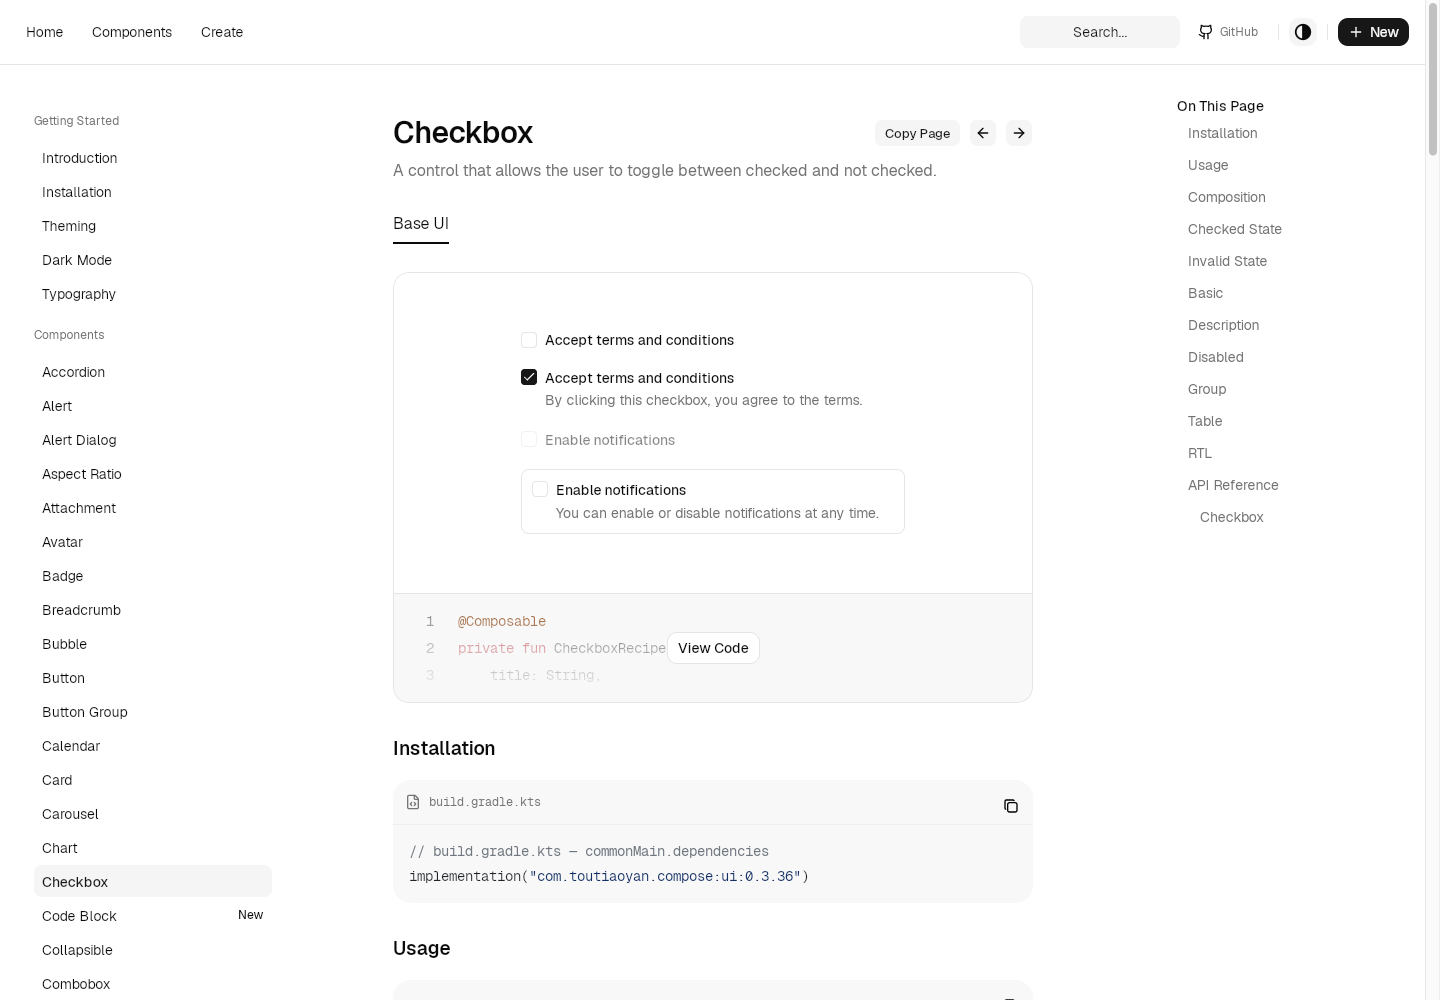 Home
Components
Create
Search...
GitHub
New
Getting Started
Introduction
Installation
Theming
Dark Mode
Typography
Components
Accordion
Alert
Alert Dialog
Aspect Ratio
Attachment
Avatar
Badge
Breadcrumb
Bubble
Button
Button Group
Calendar
Card
Carousel
Chart
Checkbox
Code Block New
Collapsible
Combobox
Checkbox
Copy Page
A control that allows the user to toggle between checked and not checked.
Base UI
Accept terms and conditions
Accept terms and conditions
By clicking this checkbox, you agree to the terms.
Enable notifications
Enable notifications
You can enable or disable notifications at any time.
1 @Composable
2 private fun CheckboxRecipe
View Code
3 title: String,
Installation
build.gradle.kts
// build.gradle.kts — commonMain.dependencies
implementation("com.toutiaoyan.compose:ui:0.3.36")
Usage
On This Page
Installation
Usage
Composition
Checked State
Invalid State
Basic
Description
Disabled
Group
Table
RTL
API Reference
Checkbox